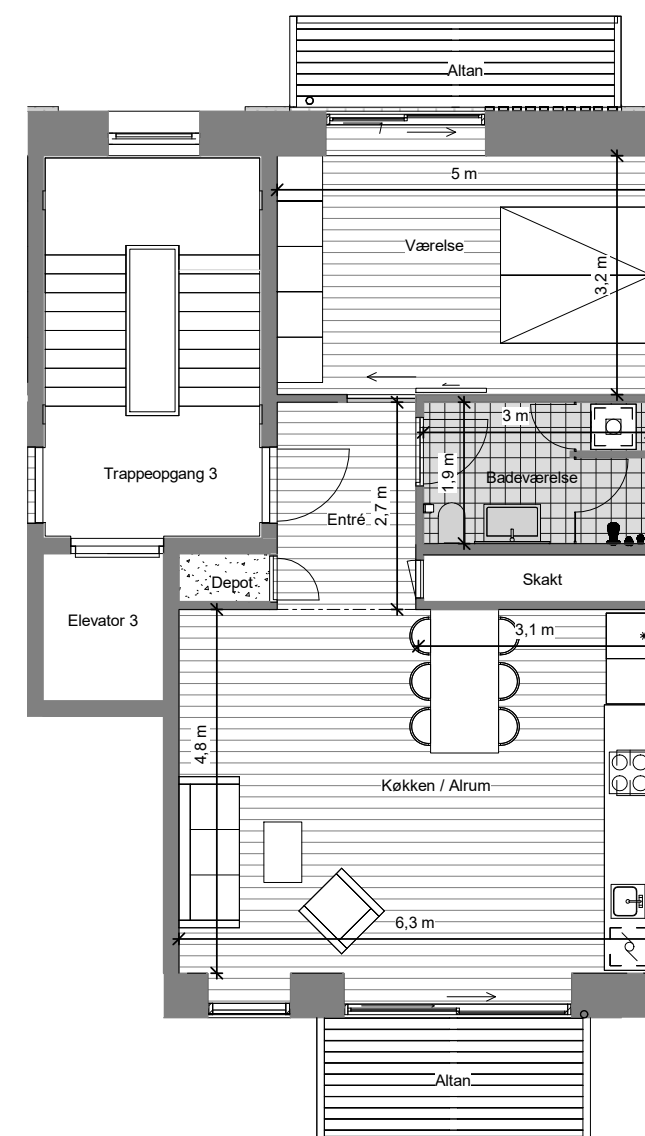 Altan
5 m
Værelse
3,2 m
3 m
Trappeopgang 3
1,9 m
Badeværelse
2,7 m
Entré
Depot
Skakt
Elevator 3
3,1 m
4,8 m
Køkken / Alrum
6,3 m
Altan